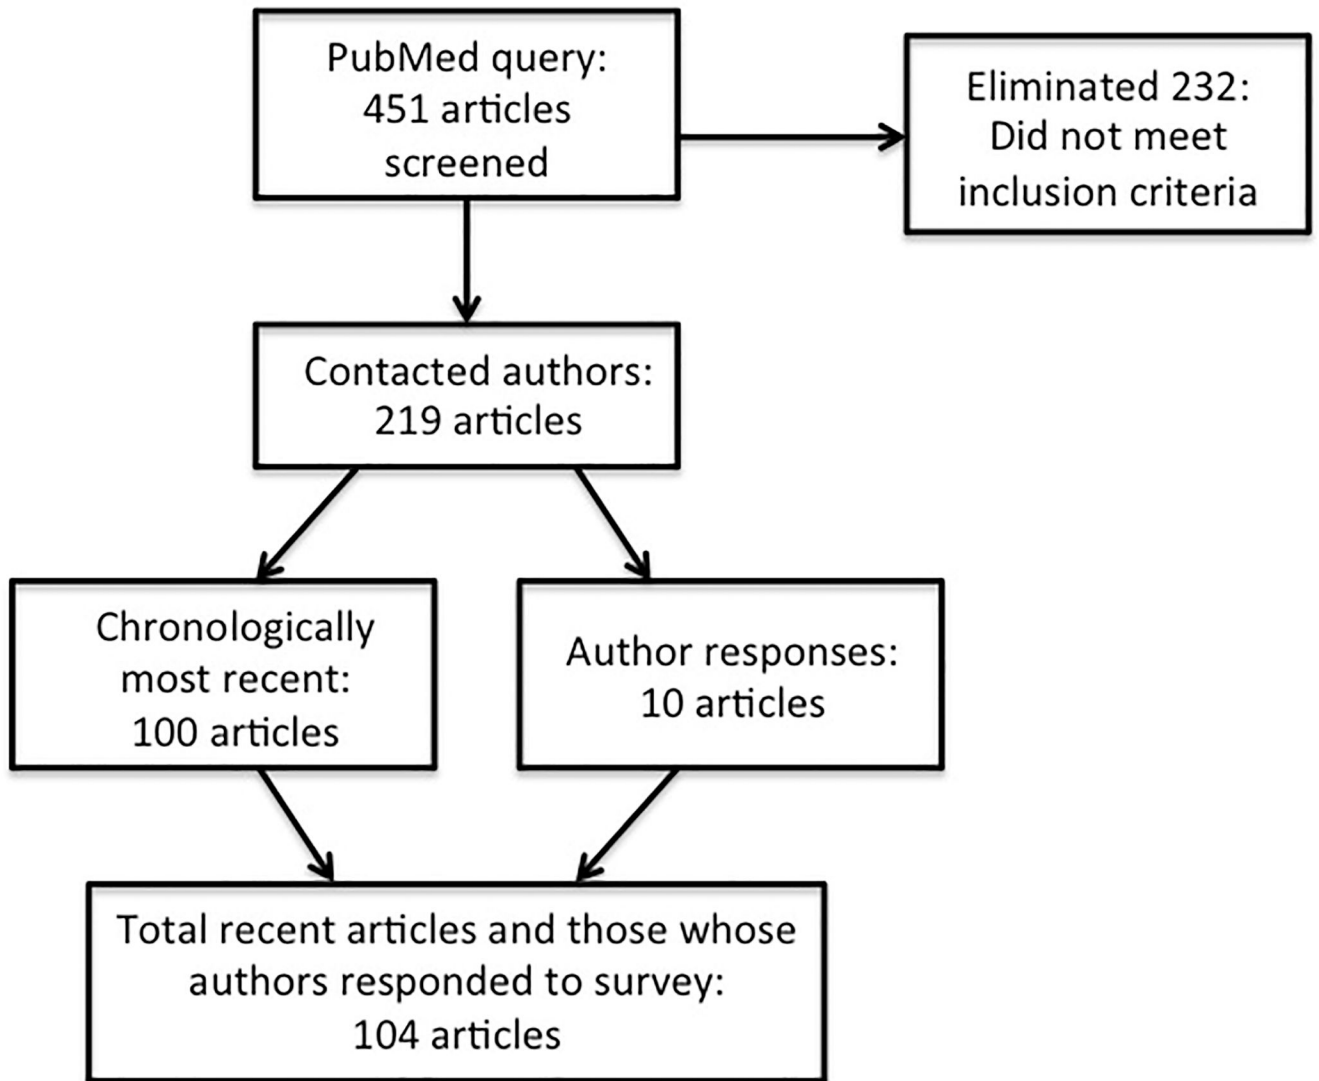 PubMed query:
451 articles
screened
Eliminated 232:
Did not meet
inclusion criteria
Contacted authors:
219 articles
Chronologically
most recent:
100 articles
Author responses:
10 articles
Total recent articles and those whose
authors responded to survey:
104 articles